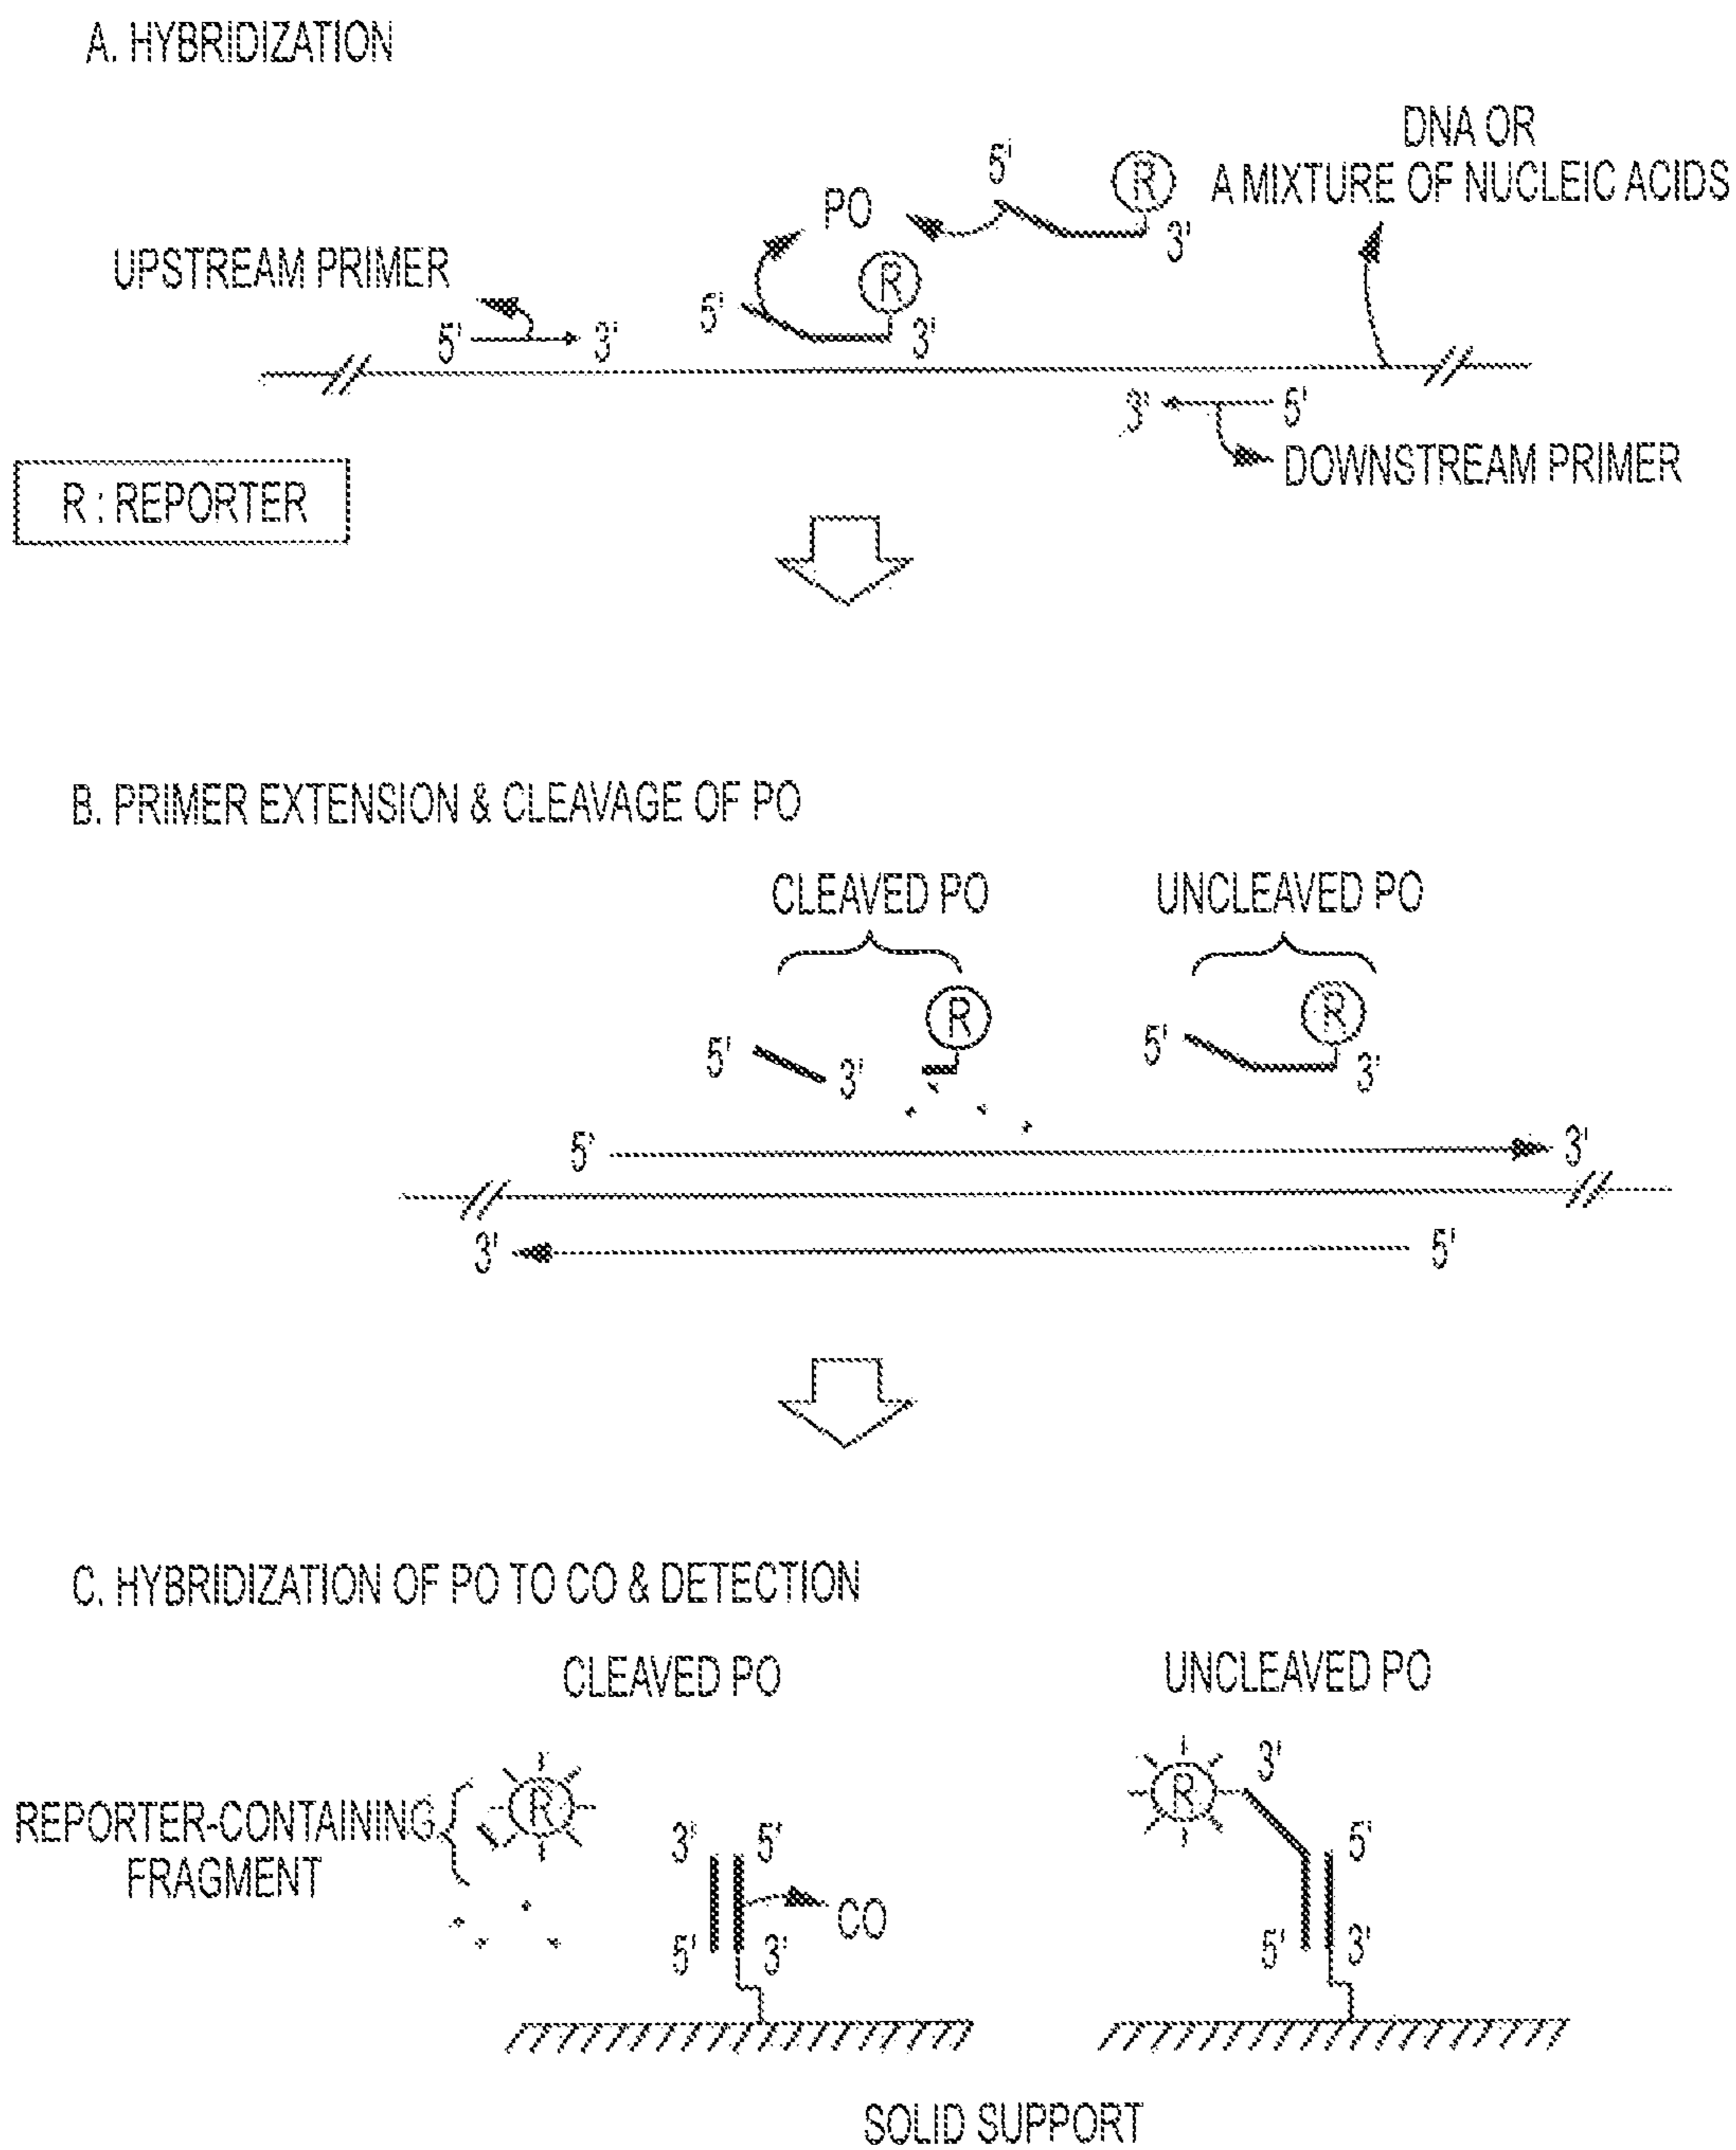 A. HYBRIDIZATION
DNA OR
A MIXTURE OF NUCLEIC ACIDS
5' R
PO
3'
UPSTREAM PRIMER
R
5'
5' 3' 3'
3' 5'
DOWNSTREAM PRIMER
R : REPORTER
B. PRIMER EXTENSION & CLEAVAGE OF PO
CLEAVED PO UNCLEAVED PO
R R
5' 3' 5' 3'
5' 3'
3' 5'
C. HYBRIDIZATION OF PO TO CO & DETECTION
CLEAVED PO UNCLEAVED PO
REPORTER-CONTAINING
FRAGMENT
R
3' 5'
CO
5' 3'
R 3'
5'
5' 3'
SOLID SUPPORT